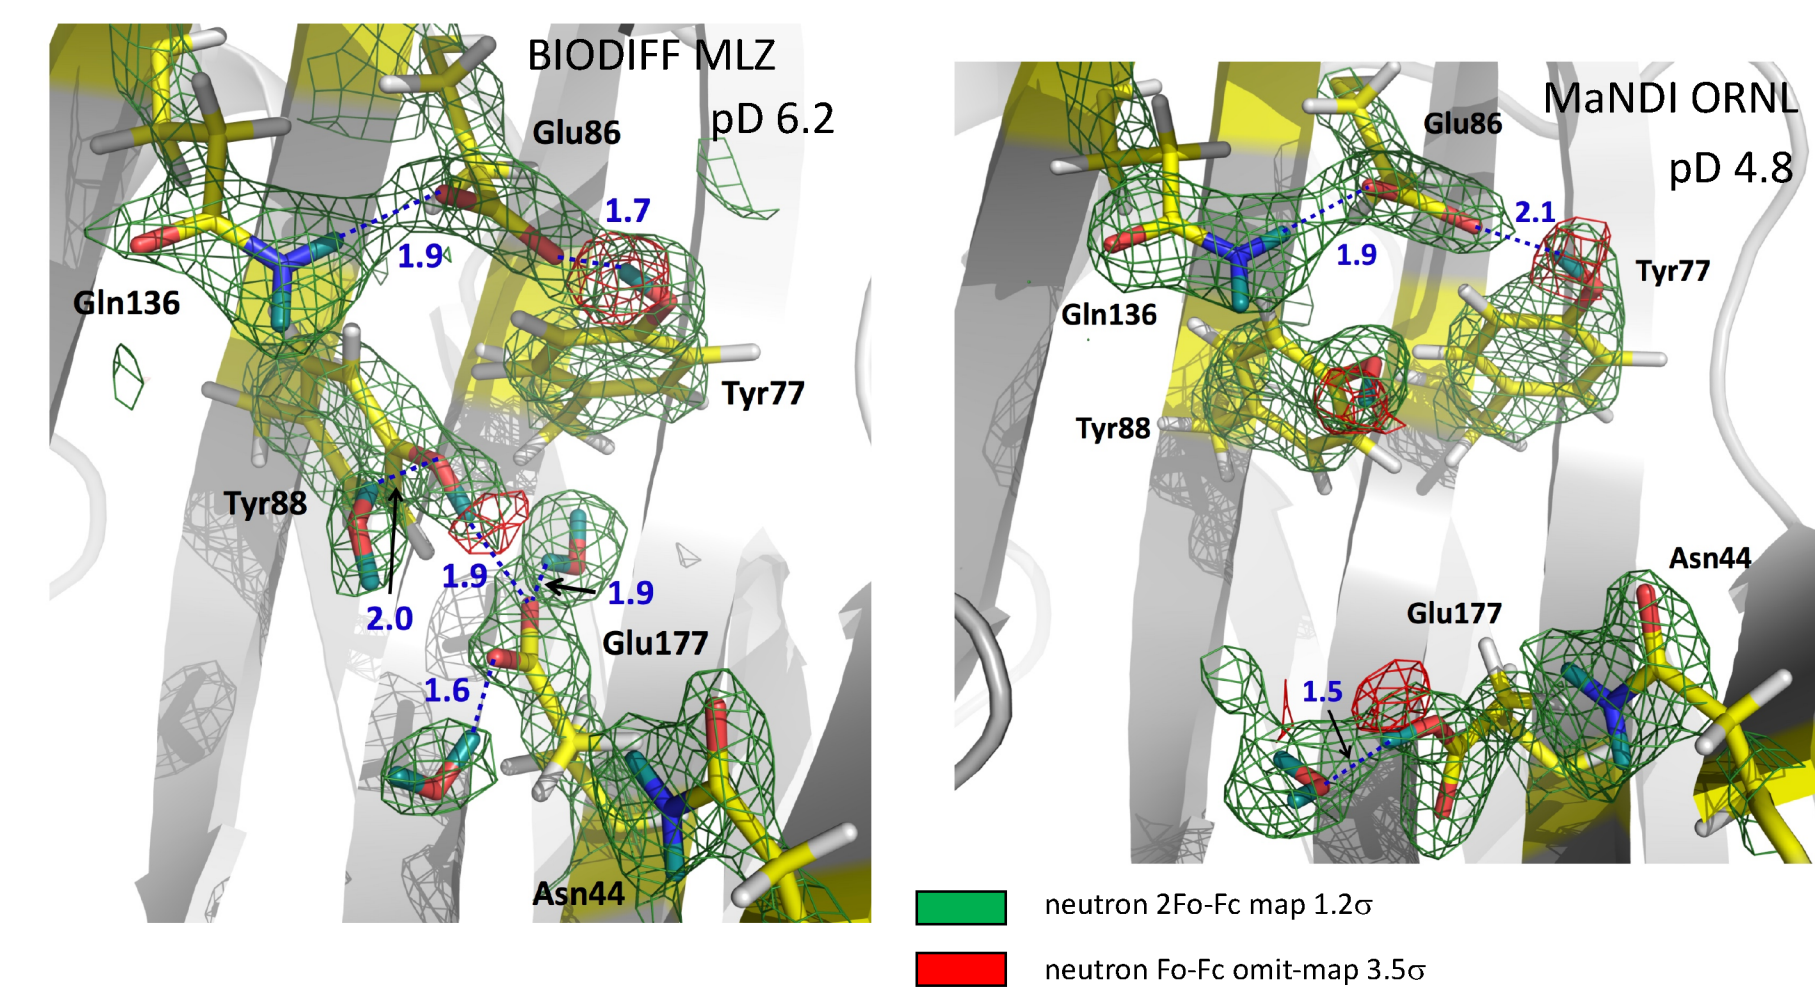 BIODIFF MLZ
pD 6.2
Glu86
1.7
1.9
Gln136
Tyr77
Tyr88
1.9
1.9
2.0
Glu177
1.6
Asn44
MaNDI ORNL
pD 4.8
Glu86
2.1
1.9
Tyr77
Gln136
Tyr88
Asn44
Glu177
1.5
neutron 2Fo-Fc map 1.2σ
neutron Fo-Fc omit-map 3.5σ